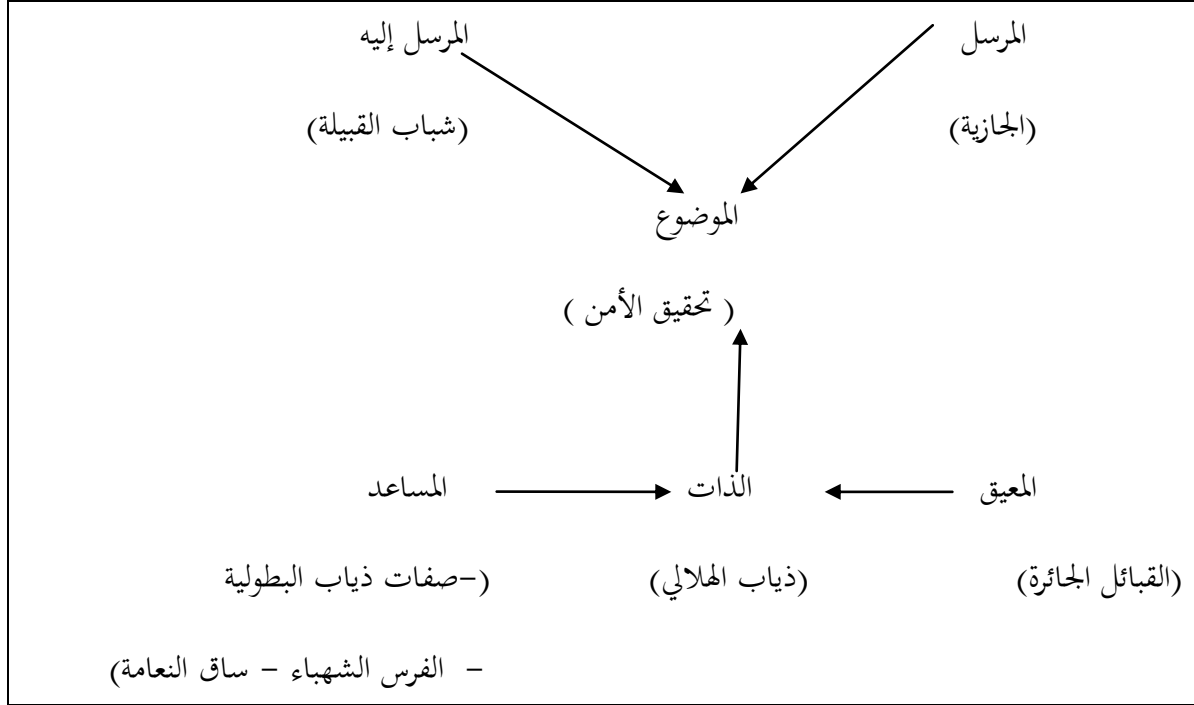 المرسل المرسل إليه
(الجازية) (شباب القبيلة)
الموضوع
( تحقيق الأمن )
المعيق الذات المساعد
(القبائل الجائرة) (ذياب الهلالي) (-صفات ذياب البطولية
- الفرس الشهباء - ساق النعامة)